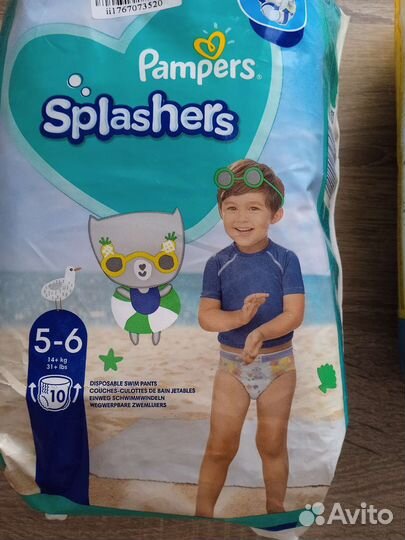 ii1767073520
Pampers®
Splashers
5-6
14+ kg
31+ lbs
10
DISPOSABLE SWIM PANTS
COUCHES-CULOTTES DE BAIN JETABLES
EINWEG SCHWIMMWINDELN
WEGWERPBARE ZWEMLUIERS
Avito